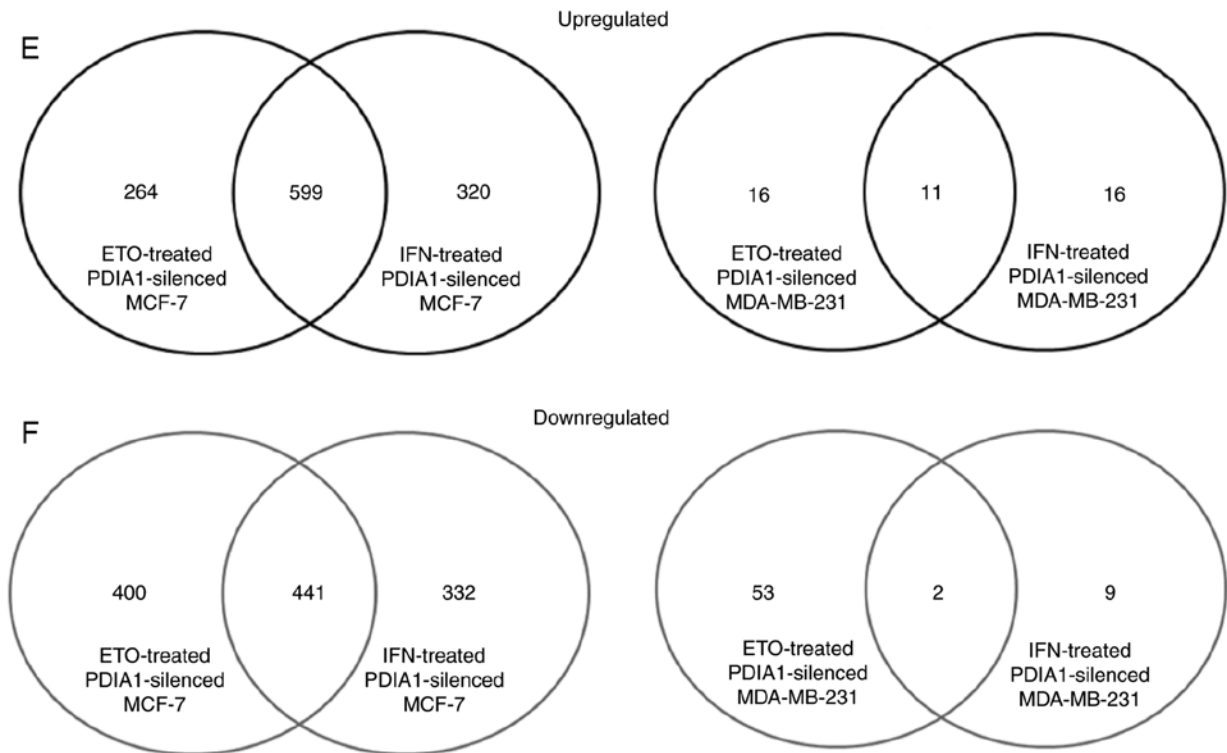 Upregulated
E
264
599
320
ETO-treated
PDIA1-silenced
MCF-7
IFN-treated
PDIA1-silenced
MCF-7
16
11
16
ETO-treated
PDIA1-silenced
MDA-MB-231
IFN-treated
PDIA1-silenced
MDA-MB-231
Downregulated
F
400
441
332
ETO-treated
PDIA1-silenced
MCF-7
IFN-treated
PDIA1-silenced
MCF-7
53
2
9
ETO-treated
PDIA1-silenced
MDA-MB-231
IFN-treated
PDIA1-silenced
MDA-MB-231